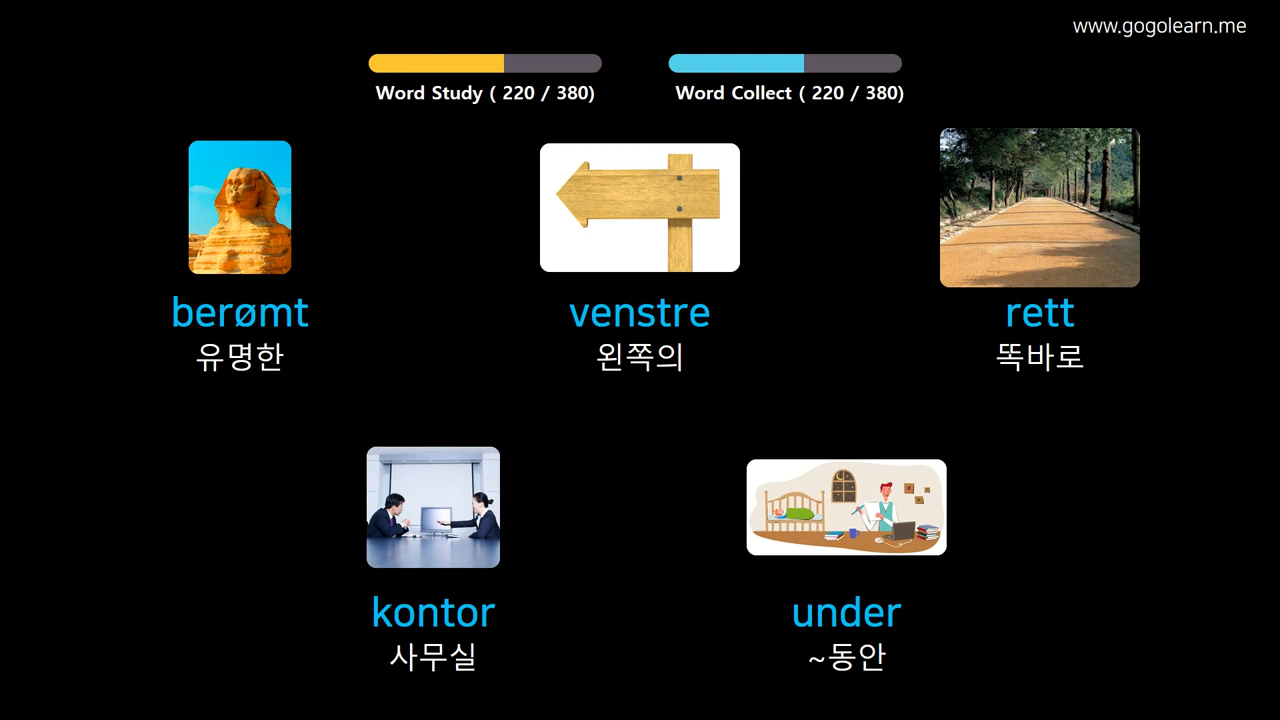 www.gogolearn.me
Word Study ( 220 / 380)
Word Collect ( 220 / 380)
berømt
유명한
venstre
왼쪽의
rett
똑바로
kontor
사무실
under
~동안